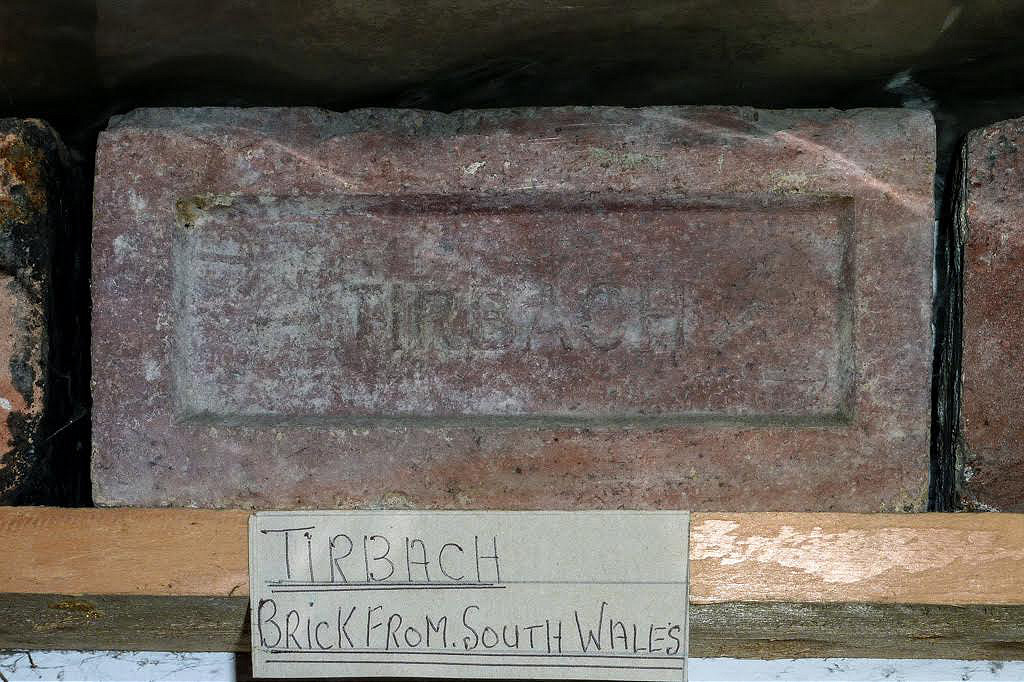 TIRBACH
TiRBACH
BRiCK FROM. SOUTH WALES